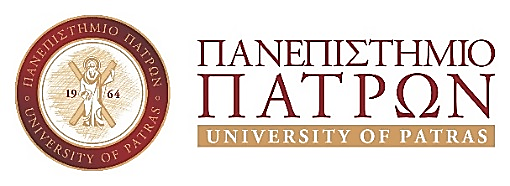 ΠΑΝΕΠΙΣΤΗΜΙΟ ΠΑΤΡΩΝ
19 64
UNIVERSITY OF PATRAS
ΠΑΝΕΠΙΣΤΗΜΙΟ
ΠΑΤΡΩΝ
UNIVERSITY OF PATRAS